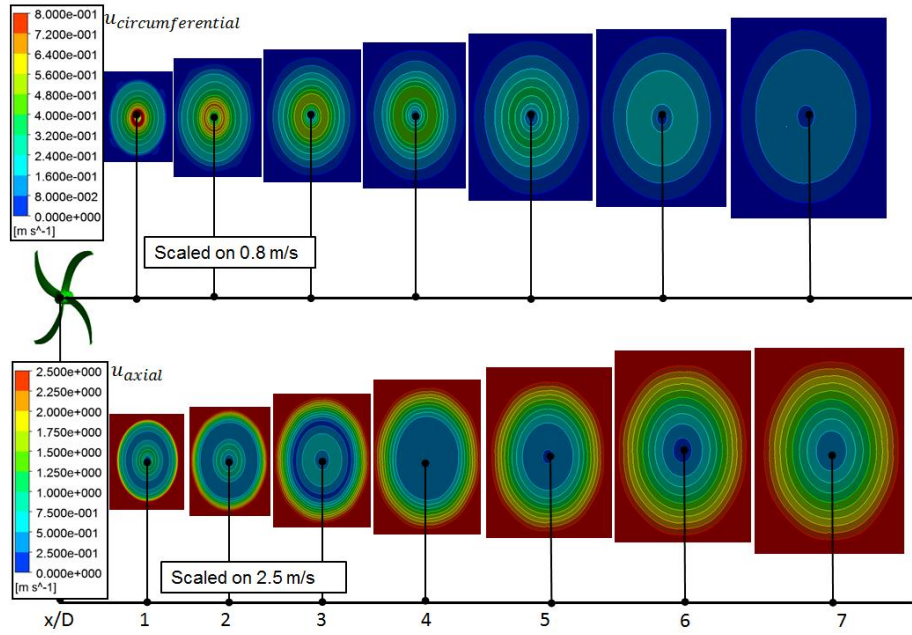 u_circumferential
8.000e-001
7.200e-001
6.400e-001
5.600e-001
4.800e-001
4.000e-001
3.200e-001
2.400e-001
1.600e-001
8.000e-002
0.000e+000
[m s^-1]
Scaled on 0.8 m/s
u_axial
2.500e+000
2.250e+000
2.000e+000
1.750e+000
1.500e+000
1.250e+000
1.000e+000
7.500e-001
5.000e-001
2.500e-001
0.000e+000
[m s^-1]
Scaled on 2.5 m/s
x/D 1 2 3 4 5 6 7